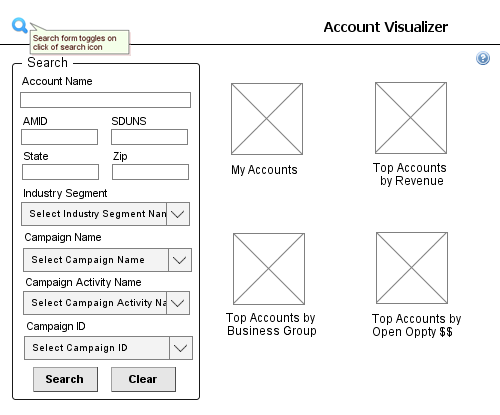 Account Visualizer
Search form toggles on
click of search icon
?
Search
Account Name
AMID SDUNS
State Zip
Industry Segment
Select Industry Segment Nan
Campaign Name
Select Campaign Name
Campaign Activity Name
Select Campaign Activity Na
Campaign ID
Select Campaign ID
Search Clear
My Accounts
Top Accounts
by Revenue
Top Accounts by
Business Group
Top Accounts by
Open Oppty $$